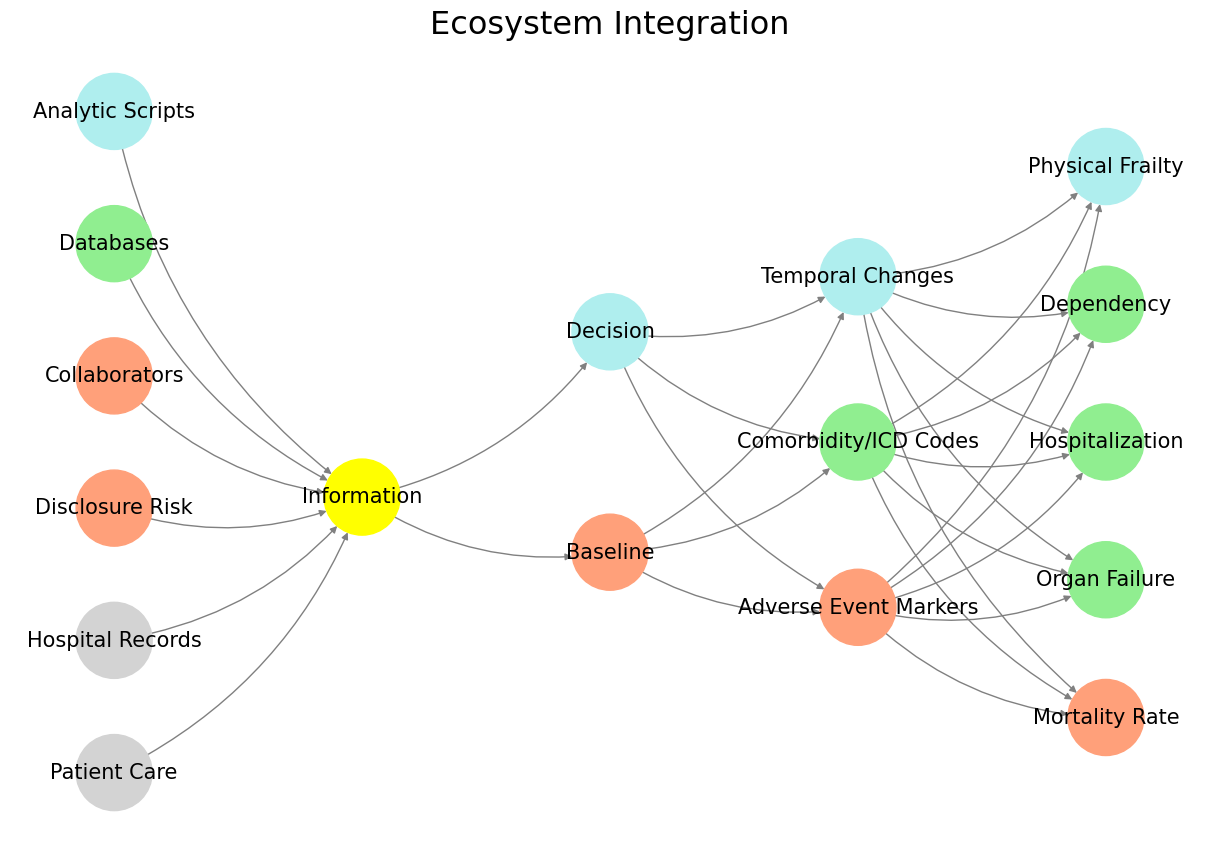 Ecosystem Integration
Analytic Scripts
Databases
Collaborators
Disclosure Risk
Hospital Records
Patient Care
Information
Decision
Baseline
Temporal Changes
Comorbidity/ICD Codes
Adverse Event Markers
Physical Frailty
Dependency
Hospitalization
Organ Failure
Mortality Rate